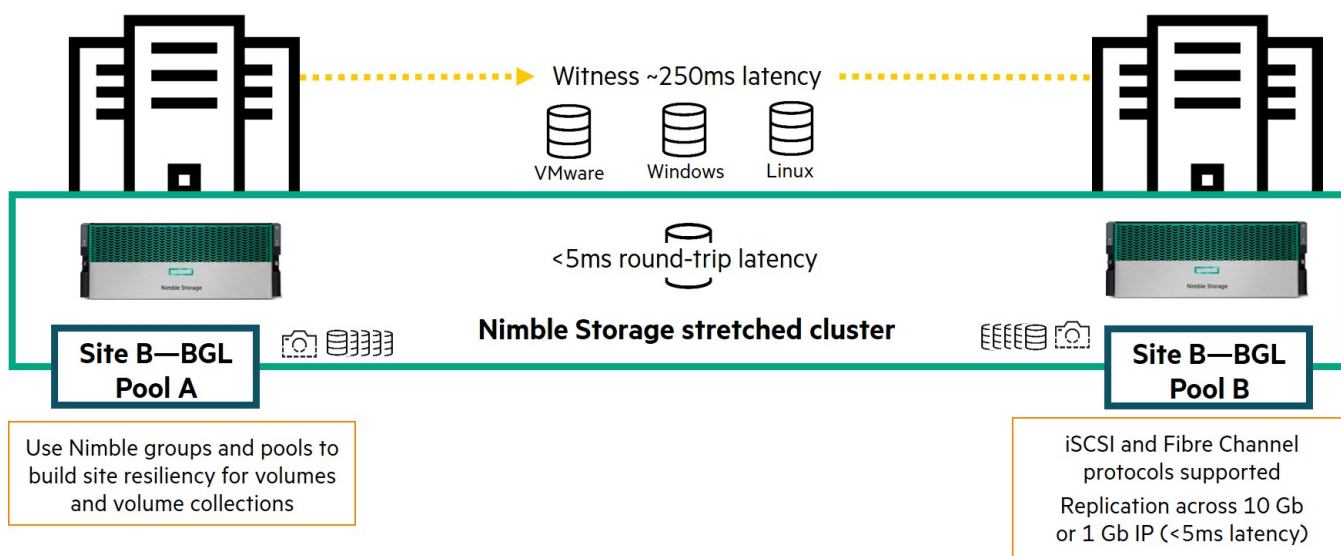 Witness ~250ms latency
VMware
Windows
Linux
<5ms round-trip latency
Nimble Storage
Nimble Storage
Nimble Storage stretched cluster
Site B—BGL
Pool A
Site B—BGL
Pool B
Use Nimble groups and pools to
build site resiliency for volumes
and volume collections
iSCSI and Fibre Channel
protocols supported
Replication across 10 Gb
or 1 Gb IP (<5ms latency)